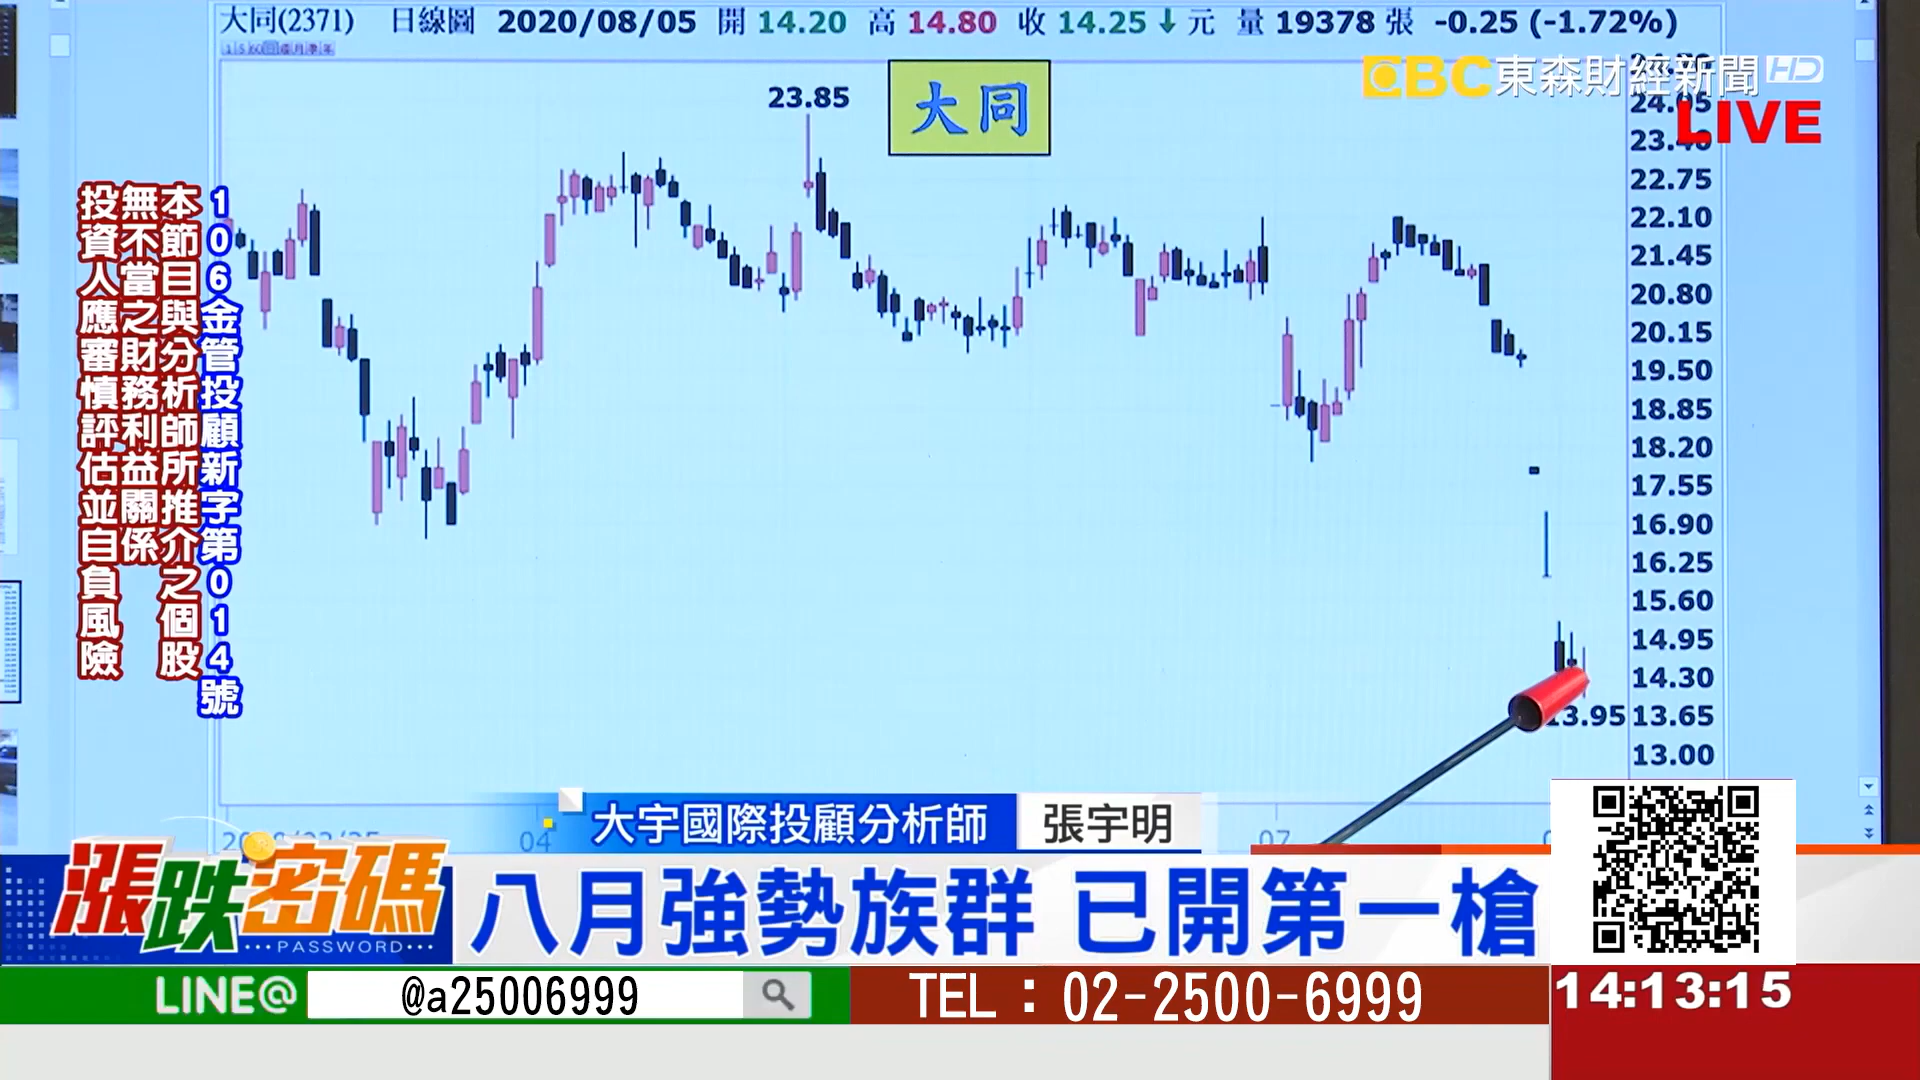 大同(2371) 日線圖 2020/08/05 開 14.20 高 14.80 收 14.25 ↓ 元 量 19378 張 -0.25 (-1.72%)
EBC 東森財經新聞 HD
LIVE
大同
23.85
24.05
23.40
22.75
22.10
21.45
20.80
20.15
19.50
18.85
18.20
17.55
16.90
16.25
15.60
14.95
14.30
13.95
13.65
13.00
106金管投顧新字第014號
本節目與分析師所推介之個股
無不當之財務利益關係
投資人應審慎評估並自負風險
04
07
大宇國際投顧分析師 張宇明
漲跌密碼
PASSWORD
八月強勢族群 已開第一槍
LINE@ @a25006999
TEL：02-2500-6999
14:13:15